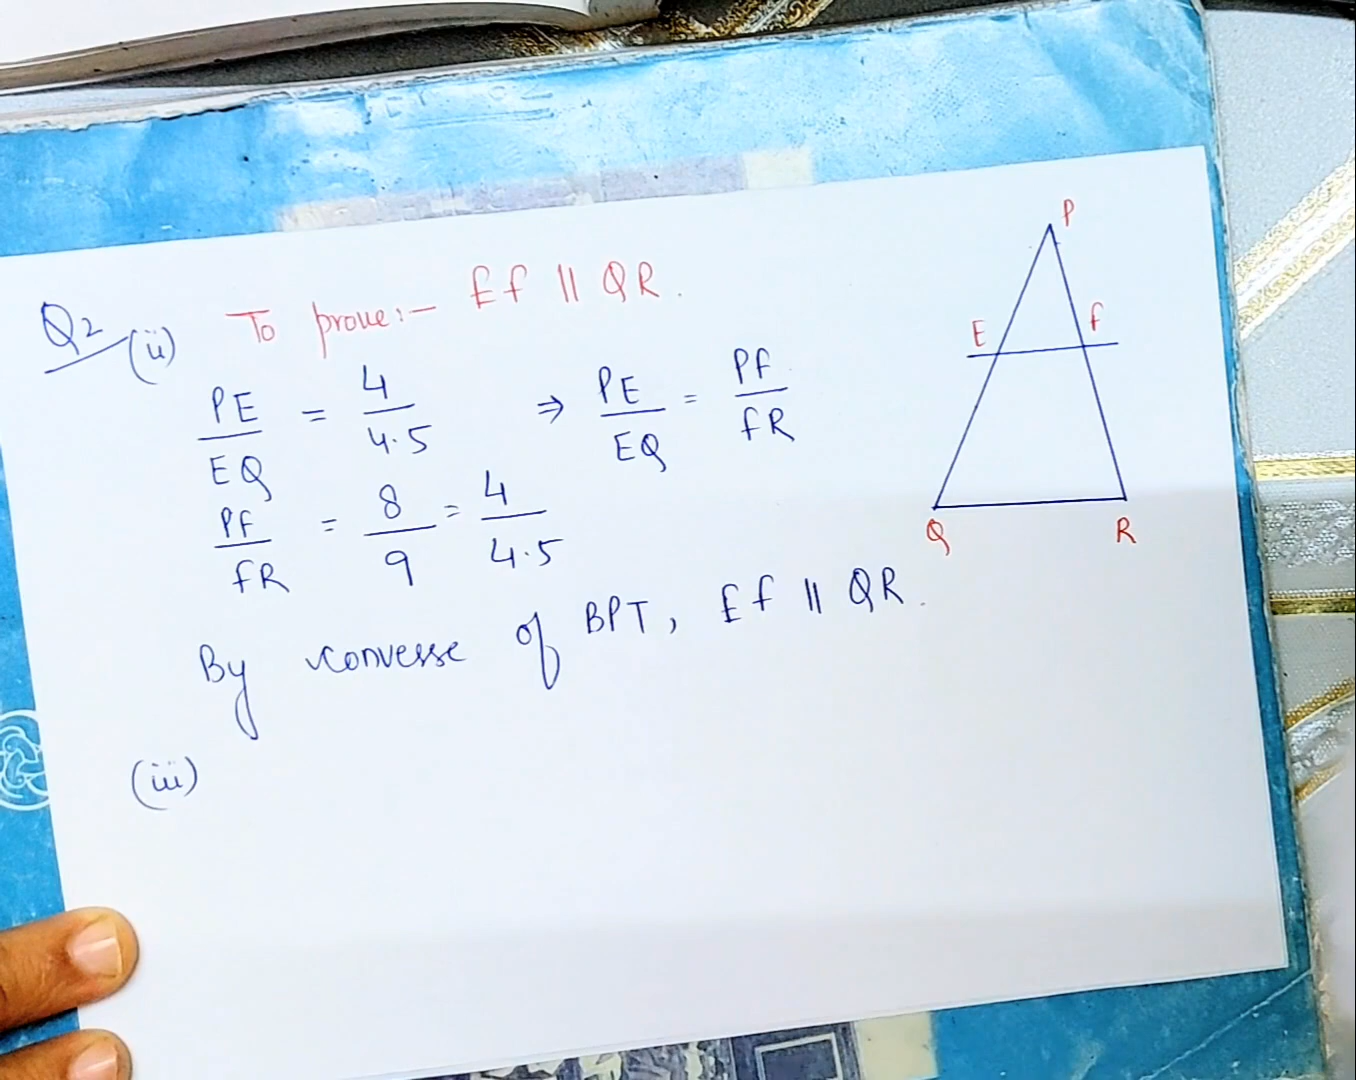 Q2 (ii) To prove:- EF || QR.
PE/EQ = 4/4.5 ⇒ PE/EQ = PF/FR
PF/FR = 8/9 = 4/4.5
By converse of BPT, EF || QR.
(iii)
P
E F
Q R